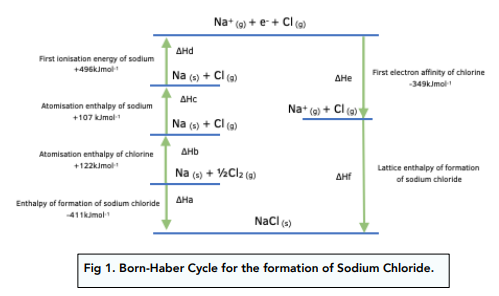 Na⁺ (g) + e⁻ + Cl (g)
ΔHd
First ionisation energy of sodium
+496kJmol⁻¹
Na (s) + Cl (g)
ΔHe
First electron affinity of chlorine
-349kJmol⁻¹
ΔHc
Atomisation enthalpy of sodium
+107 kJmol⁻¹
Na⁺ (g) + Cl (g)
Na (s) + Cl (g)
ΔHb
Atomisation enthalpy of chlorine
+122kJmol⁻¹
Na (s) + ½Cl₂ (g)
ΔHf
Lattice enthalpy of formation
of sodium chloride
ΔHa
Enthalpy of formation of sodium chloride
-411kJmol⁻¹
NaCl (s)
Fig 1. Born-Haber Cycle for the formation of Sodium Chloride.